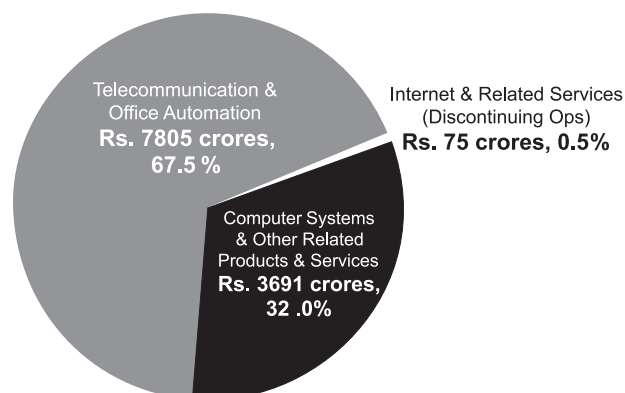 Telecommunication &
Office Automation
Rs. 7805 crores,
67.5 %
Internet & Related Services
(Discontinuing Ops)
Rs. 75 crores, 0.5%
Computer Systems
& Other Related
Products & Services
Rs. 3691 crores,
32 .0%